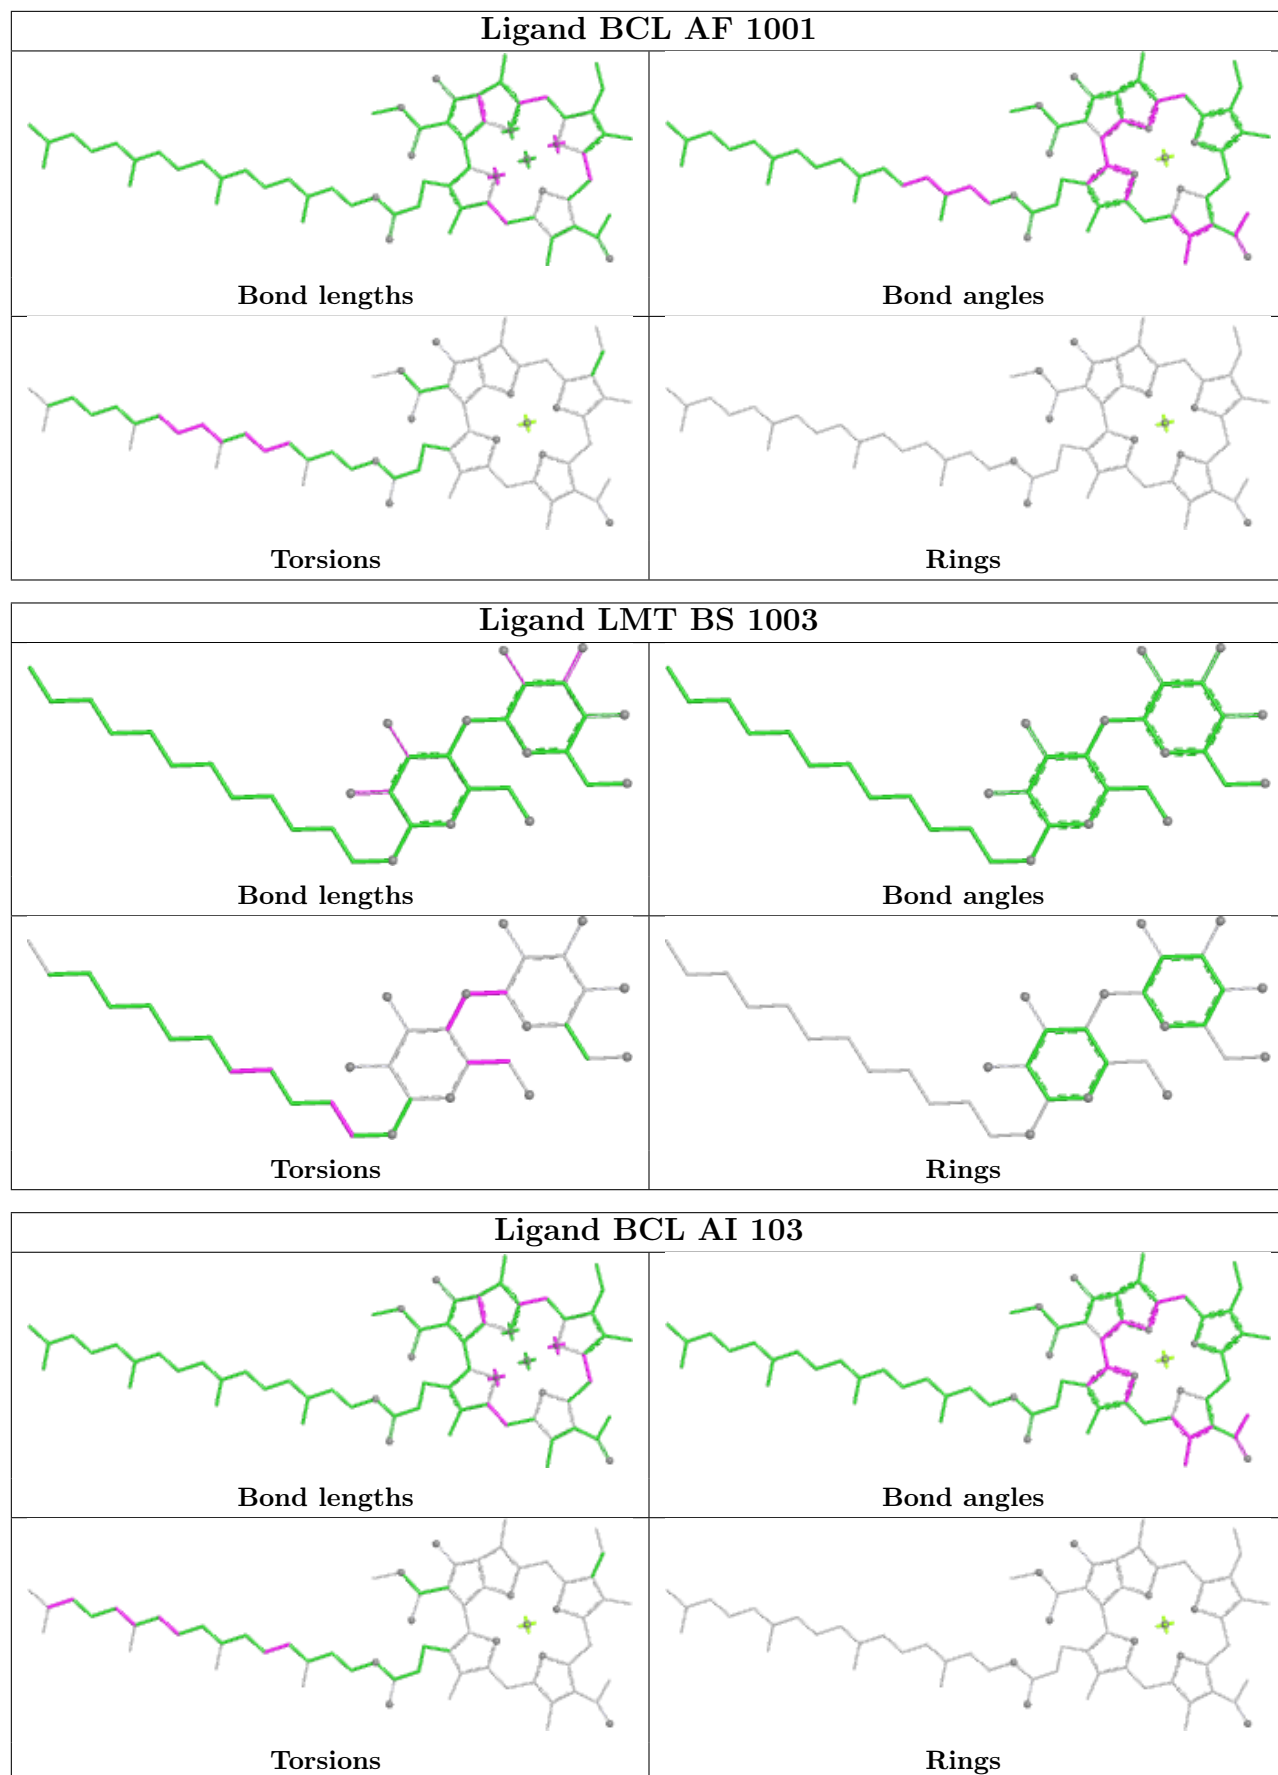 Ligand BCL AF 1001
Bond lengths
Bond angles
Torsions
Rings
Ligand LMT BS 1003
Bond lengths
Bond angles
Torsions
Rings
Ligand BCL AI 103
Bond lengths
Bond angles
Torsions
Rings